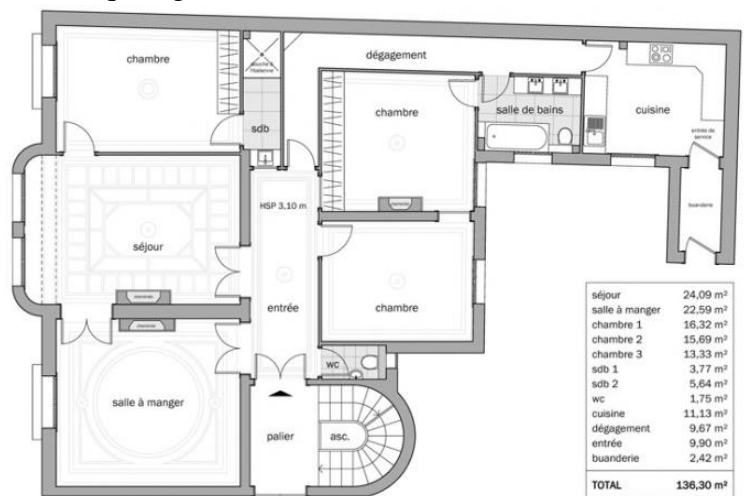 chambre
dégagement
douche à
l'italienne
sdb
chambre
salle de bains
cuisine
entrée de
service
buanderie
HSP 3,10 m
cheminée
séjour
entrée
chambre
cheminée
cheminée
salle à manger
wc
palier
asc.
séjour 24,09 m²
salle à manger 22,59 m²
chambre 1 16,32 m²
chambre 2 15,69 m²
chambre 3 13,33 m²
sdb 1 3,77 m²
sdb 2 5,64 m²
wc 1,75 m²
cuisine 11,13 m²
dégagement 9,67 m²
entrée 9,90 m²
buanderie 2,42 m²
TOTAL 136,30 m²